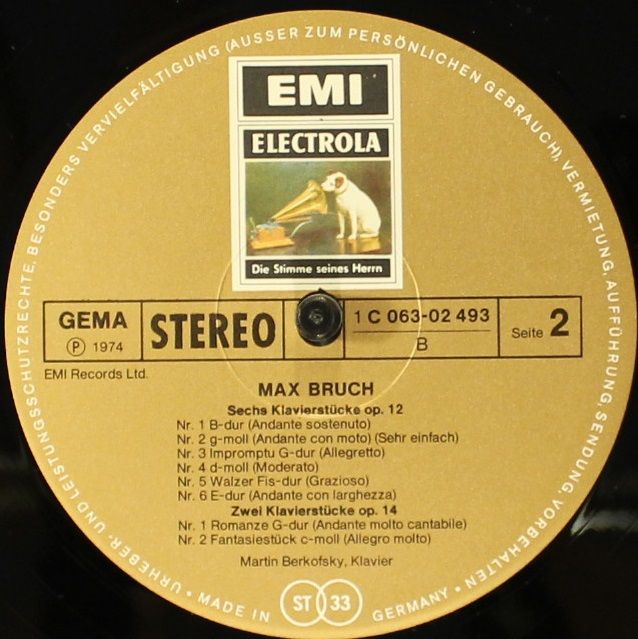 URHEBER- UND LEISTUNGSSCHUTZRECHTE, BESONDERS VERVIELFÄLTIGUNG (AUSSER ZUM PERSÖNLICHEN GEBRAUCH), VERMIETUNG, AUFFÜHRUNG, SENDUNG, VORBEHALTEN •
EMI
ELECTROLA
Die Stimme seines Herrn
GEMA
Ⓟ 1974
STEREO
1 C 063-02 493
B
Seite 2
EMI Records Ltd.
MAX BRUCH
Sechs Klavierstücke op. 12
Nr. 1 B-dur (Andante sostenuto)
Nr. 2 g-moll (Andante con moto) (Sehr einfach)
Nr. 3 Impromptu G-dur (Allegretto)
Nr. 4 d-moll (Moderato)
Nr. 5 Walzer Fis-dur (Grazioso)
Nr. 6 E-dur (Andante con larghezza)
Zwei Klavierstücke op. 14
Nr. 1 Romanze G-dur (Andante molto cantabile)
Nr. 2 Fantasiestück c-moll (Allegro molto)
Martin Berkofsky, Klavier
• MADE IN GERMANY •
ST 33